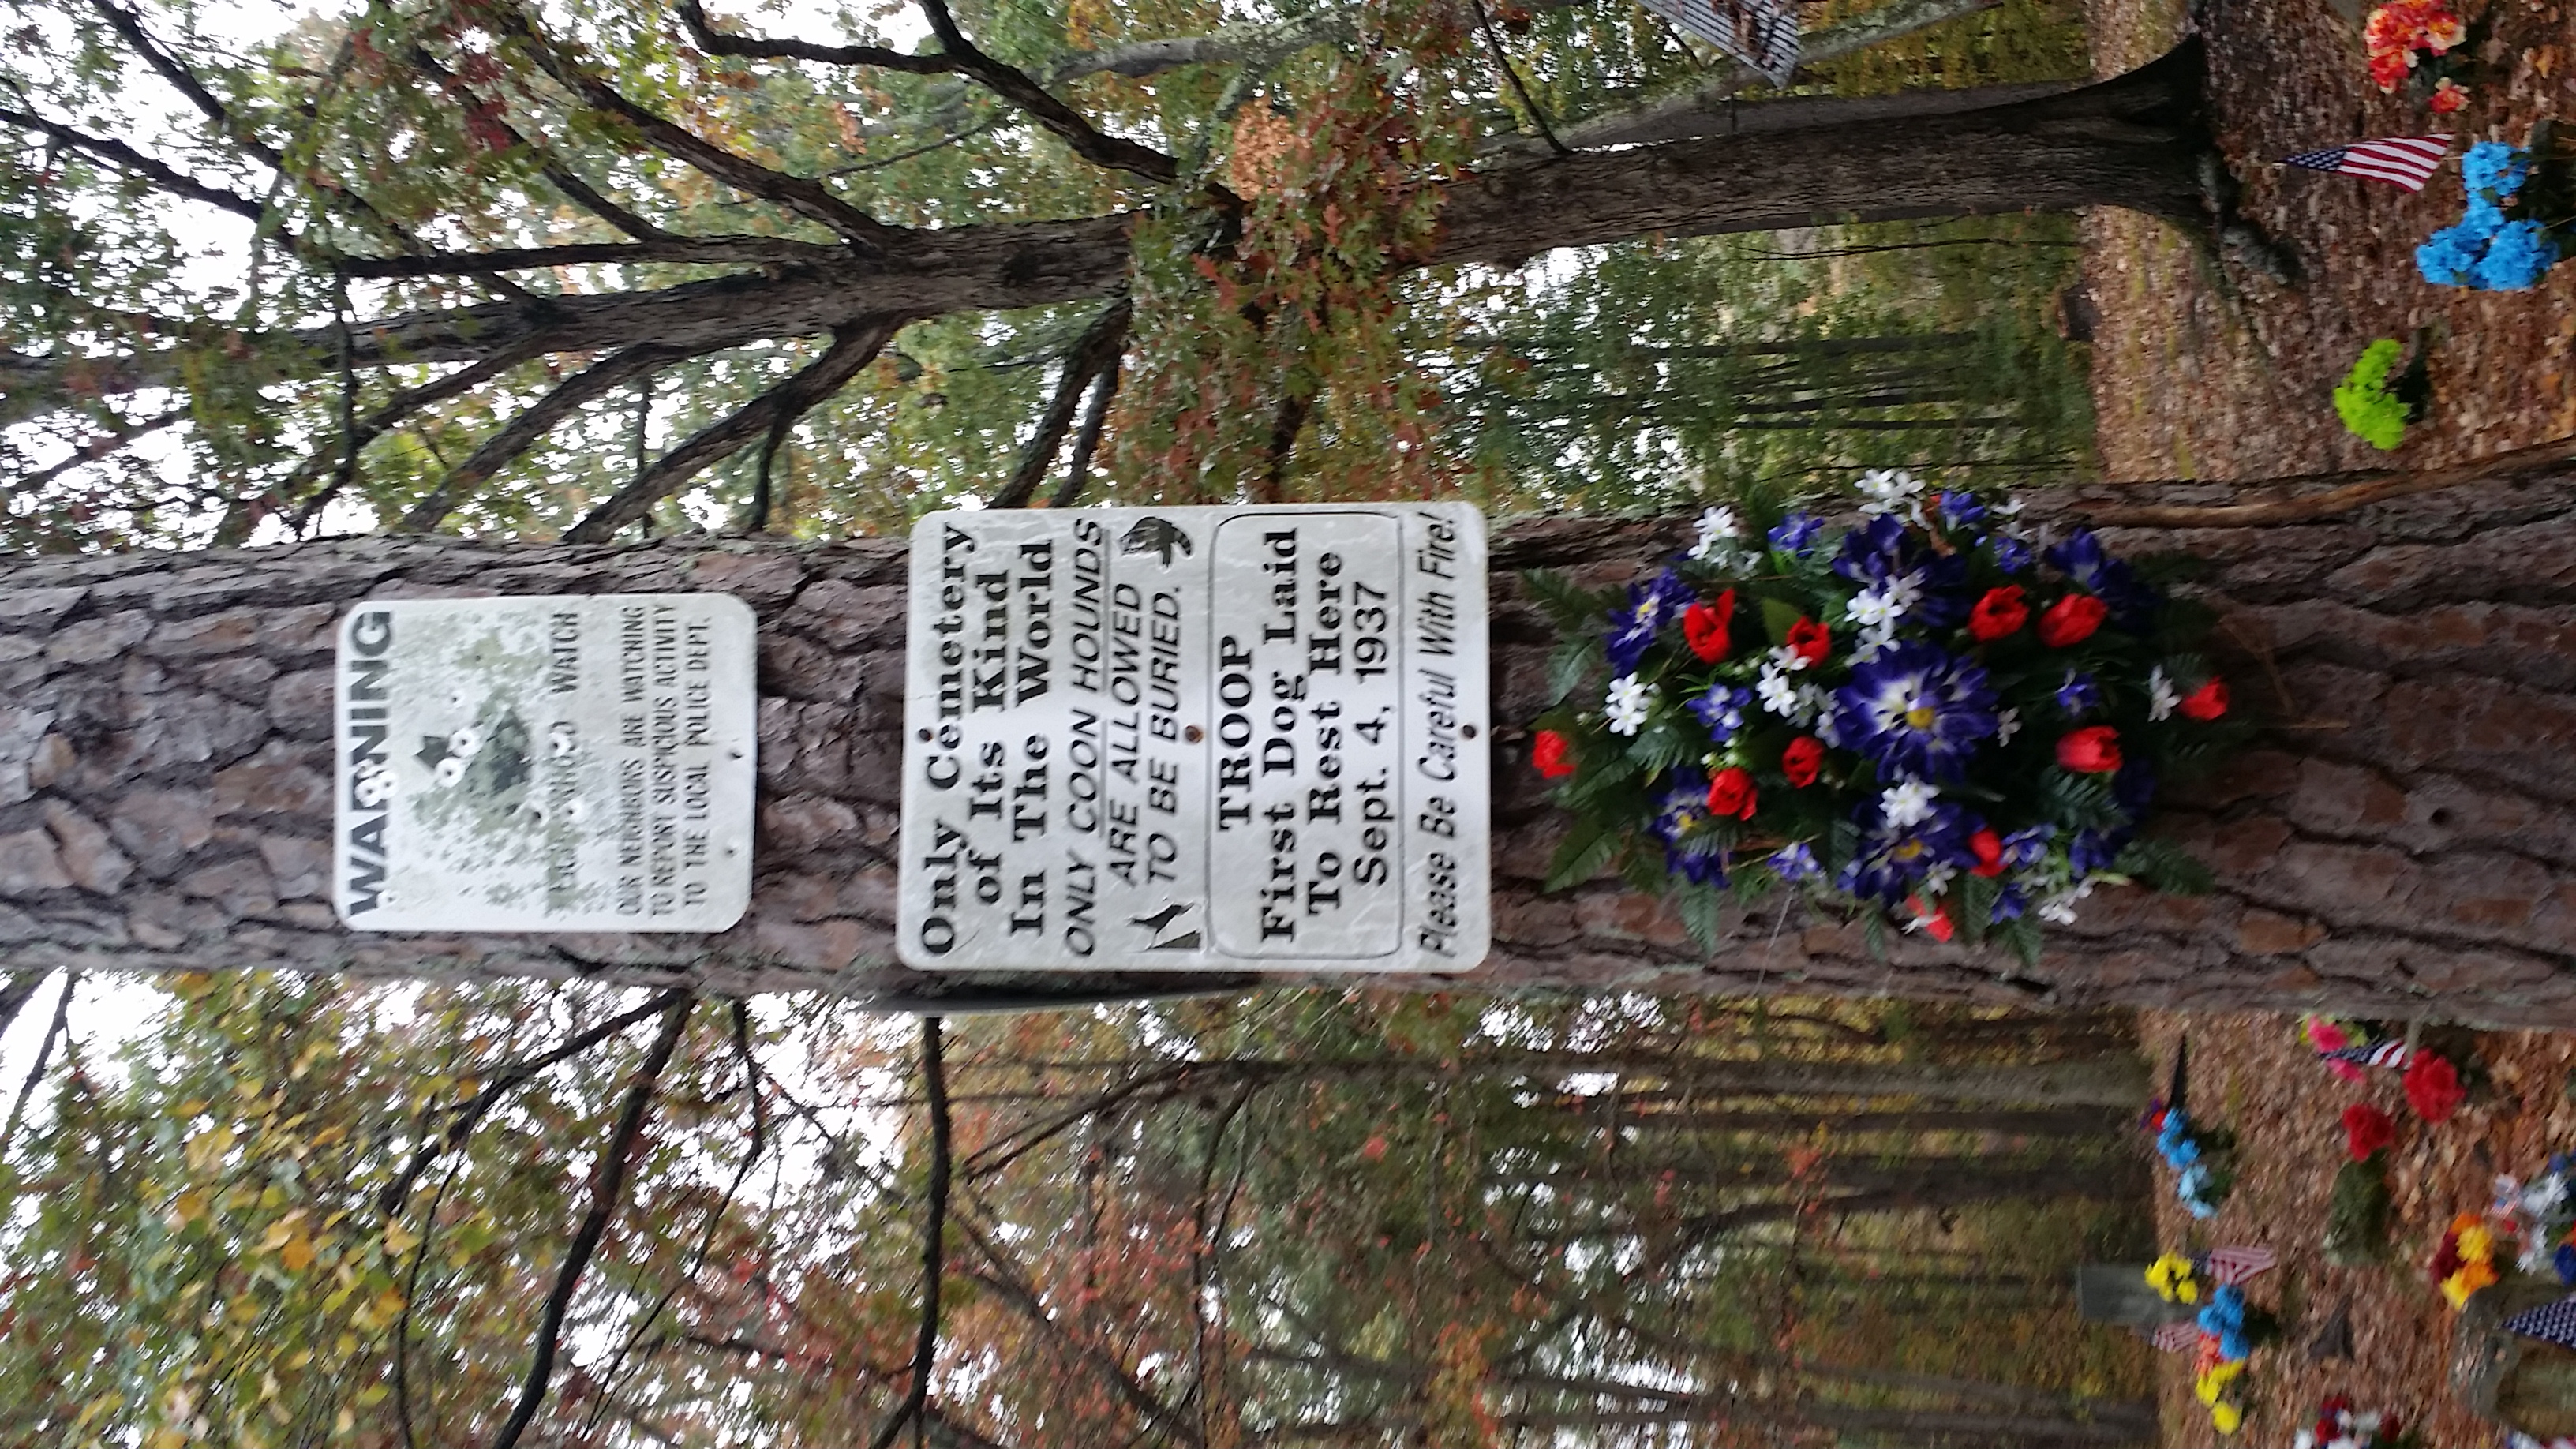 WARNING
NEIGHBORHOOD WATCH
OUR NEIGHBORS ARE WATCHING
TO REPORT SUSPICIOUS ACTIVITY
TO THE LOCAL POLICE DEPT.
Only Cemetery
of Its Kind
In The World
ONLY COON HOUNDS
ARE ALLOWED
TO BE BURIED.
TROOP
First Dog Laid
To Rest Here
Sept. 4, 1937
Please Be Careful With Fire!